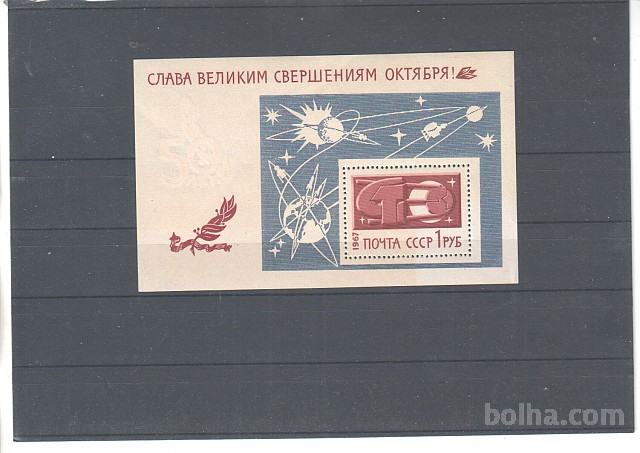 СЛАВА ВЕЛИКИМ СВЕРШЕНИЯМ ОКТЯБРЯ!
1967
ПОЧТА СССР 1 РУБ
bolha.com